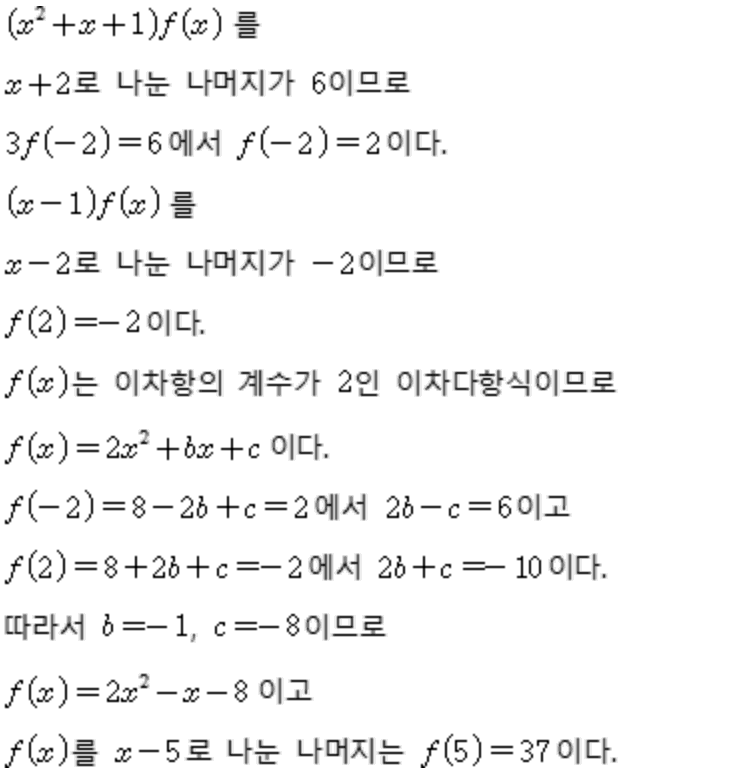 (x²+x+1)f(x) 를
x+2로 나눈 나머지가 6이므로
3f(-2)=6에서 f(-2)=2이다.
(x-1)f(x) 를
x-2로 나눈 나머지가 -2이므로
f(2)=-2이다.
f(x)는 이차항의 계수가 2인 이차다항식이므로
f(x)=2x²+bx+c 이다.
f(-2)=8-2b+c=2에서 2b-c=6이고
f(2)=8+2b+c=-2에서 2b+c=-10이다.
따라서 b=-1, c=-8이므로
f(x)=2x²-x-8 이고
f(x)를 x-5로 나눈 나머지는 f(5)=37이다.